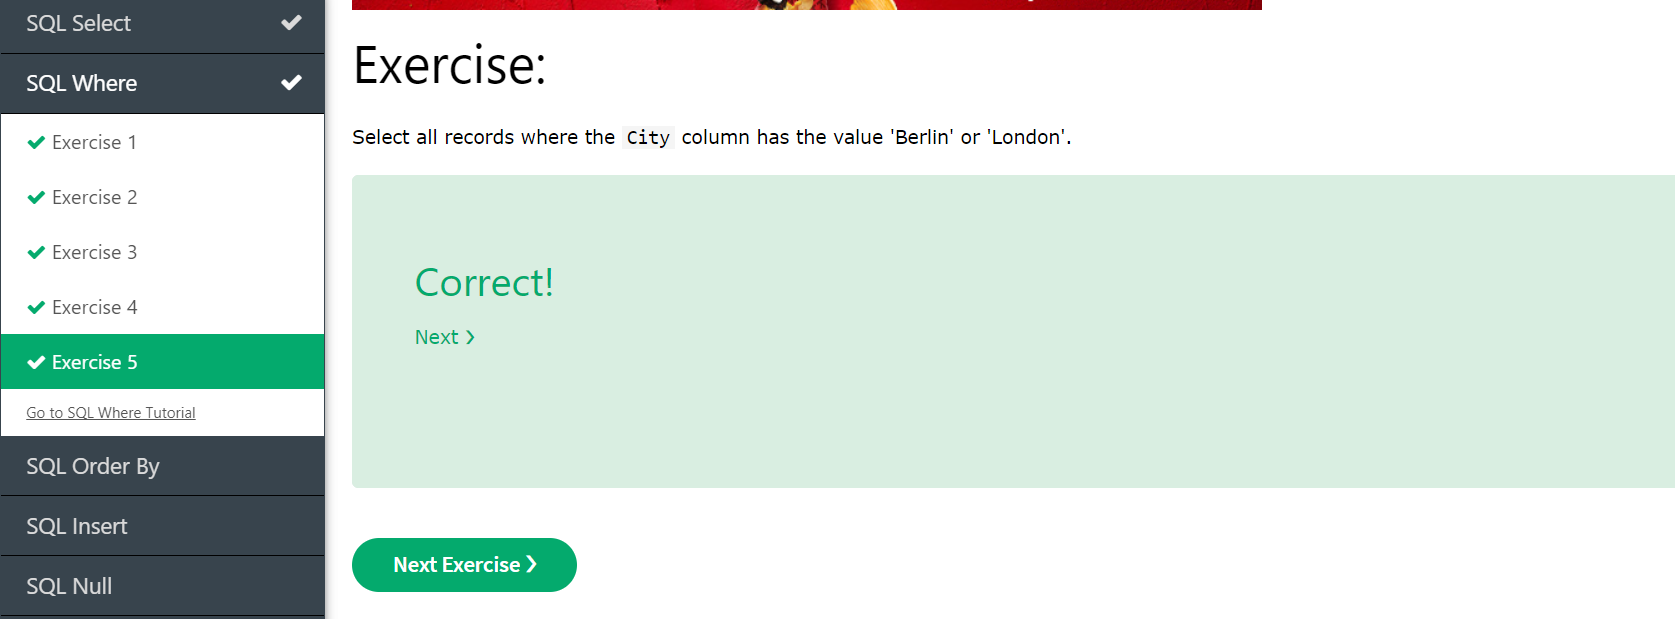 SQL Select
SQL Where
Exercise 1
Exercise 2
Exercise 3
Exercise 4
Exercise 5
Go to SQL Where Tutorial
SQL Order By
SQL Insert
SQL Null
Exercise:
Select all records where the City column has the value 'Berlin' or 'London'.
Correct!
Next ❯
Next Exercise ❯